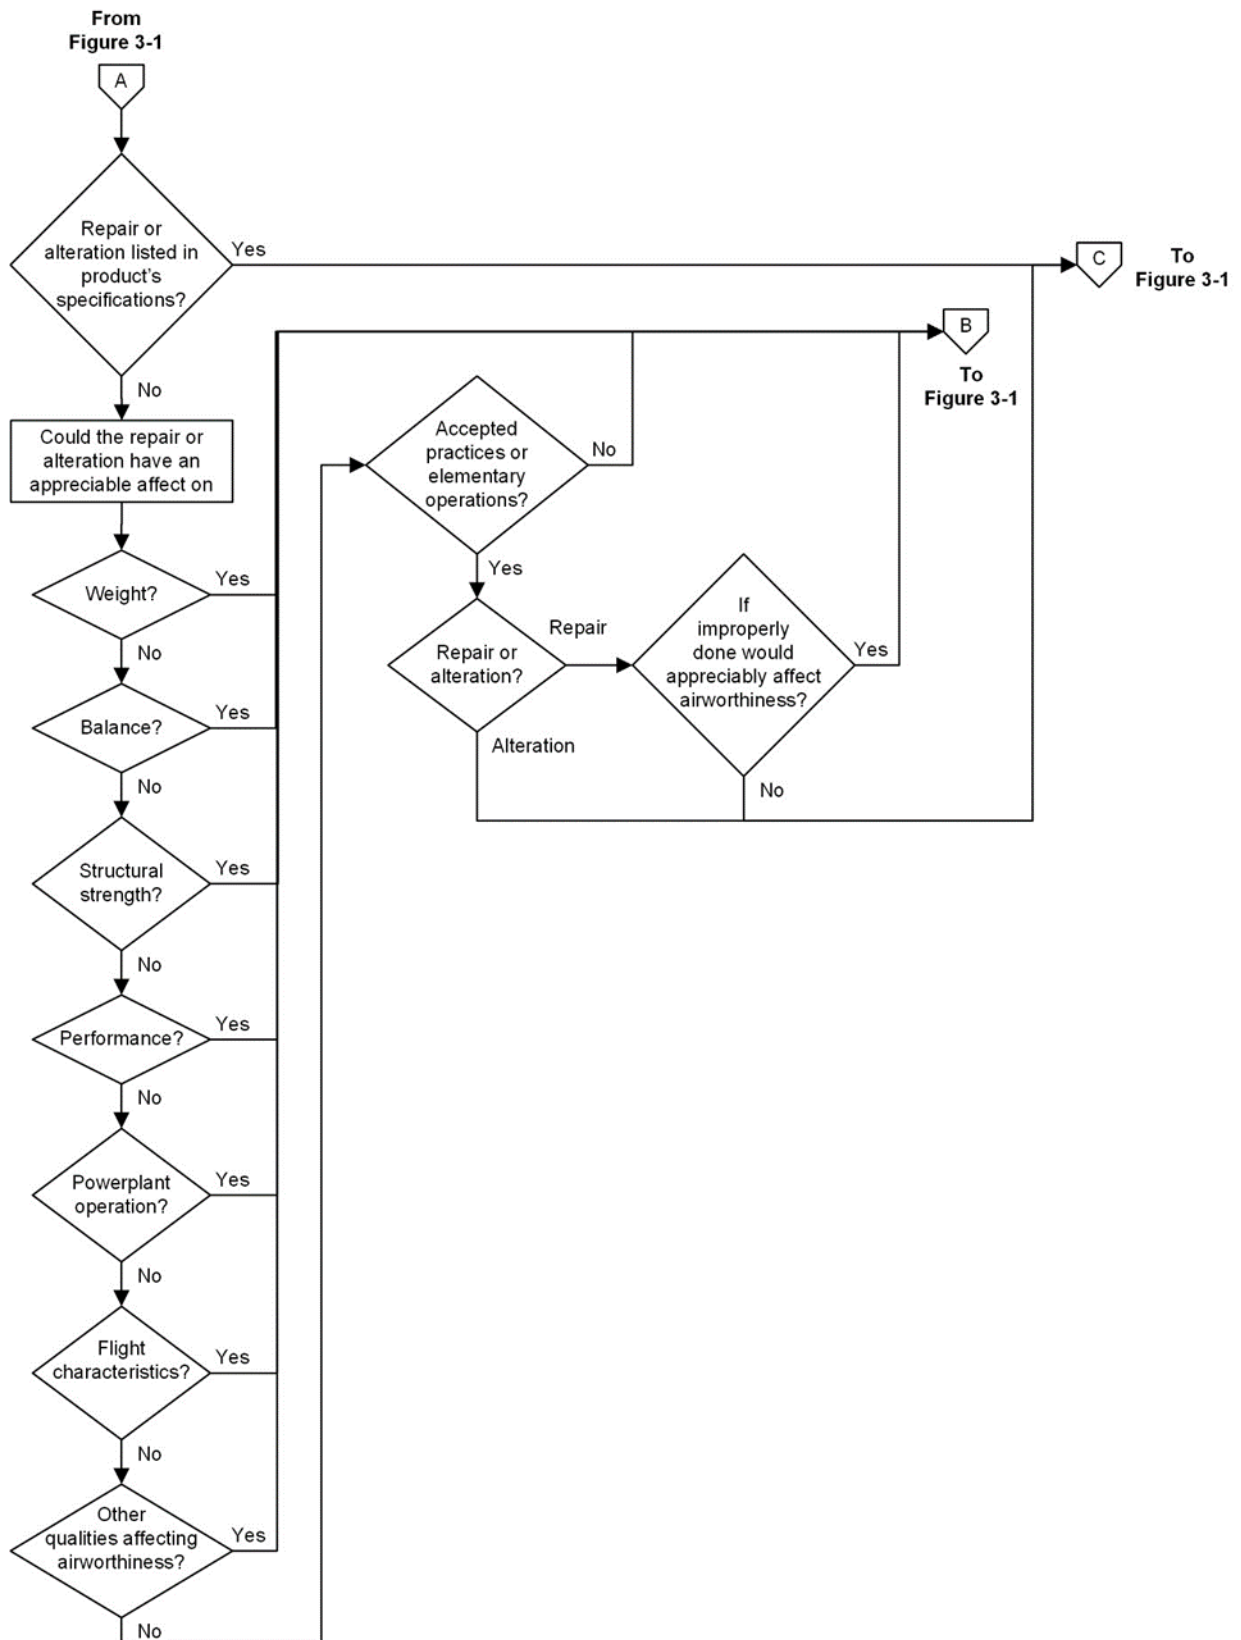 From
Figure 3-1
A
Repair or
alteration listed in
product's
specifications?
Yes
C
To
Figure 3-1
No
B
To
Figure 3-1
Could the repair or
alteration have an
appreciable affect on
Weight?
Yes
No
Balance?
Yes
No
Structural
strength?
Yes
No
Performance?
Yes
No
Powerplant
operation?
Yes
No
Flight
characteristics?
Yes
No
Other
qualities affecting
airworthiness?
Yes
No
Accepted
practices or
elementary
operations?
No
Yes
Repair or
alteration?
Repair
Alteration
If
improperly
done would
appreciably affect
airworthiness?
Yes
No